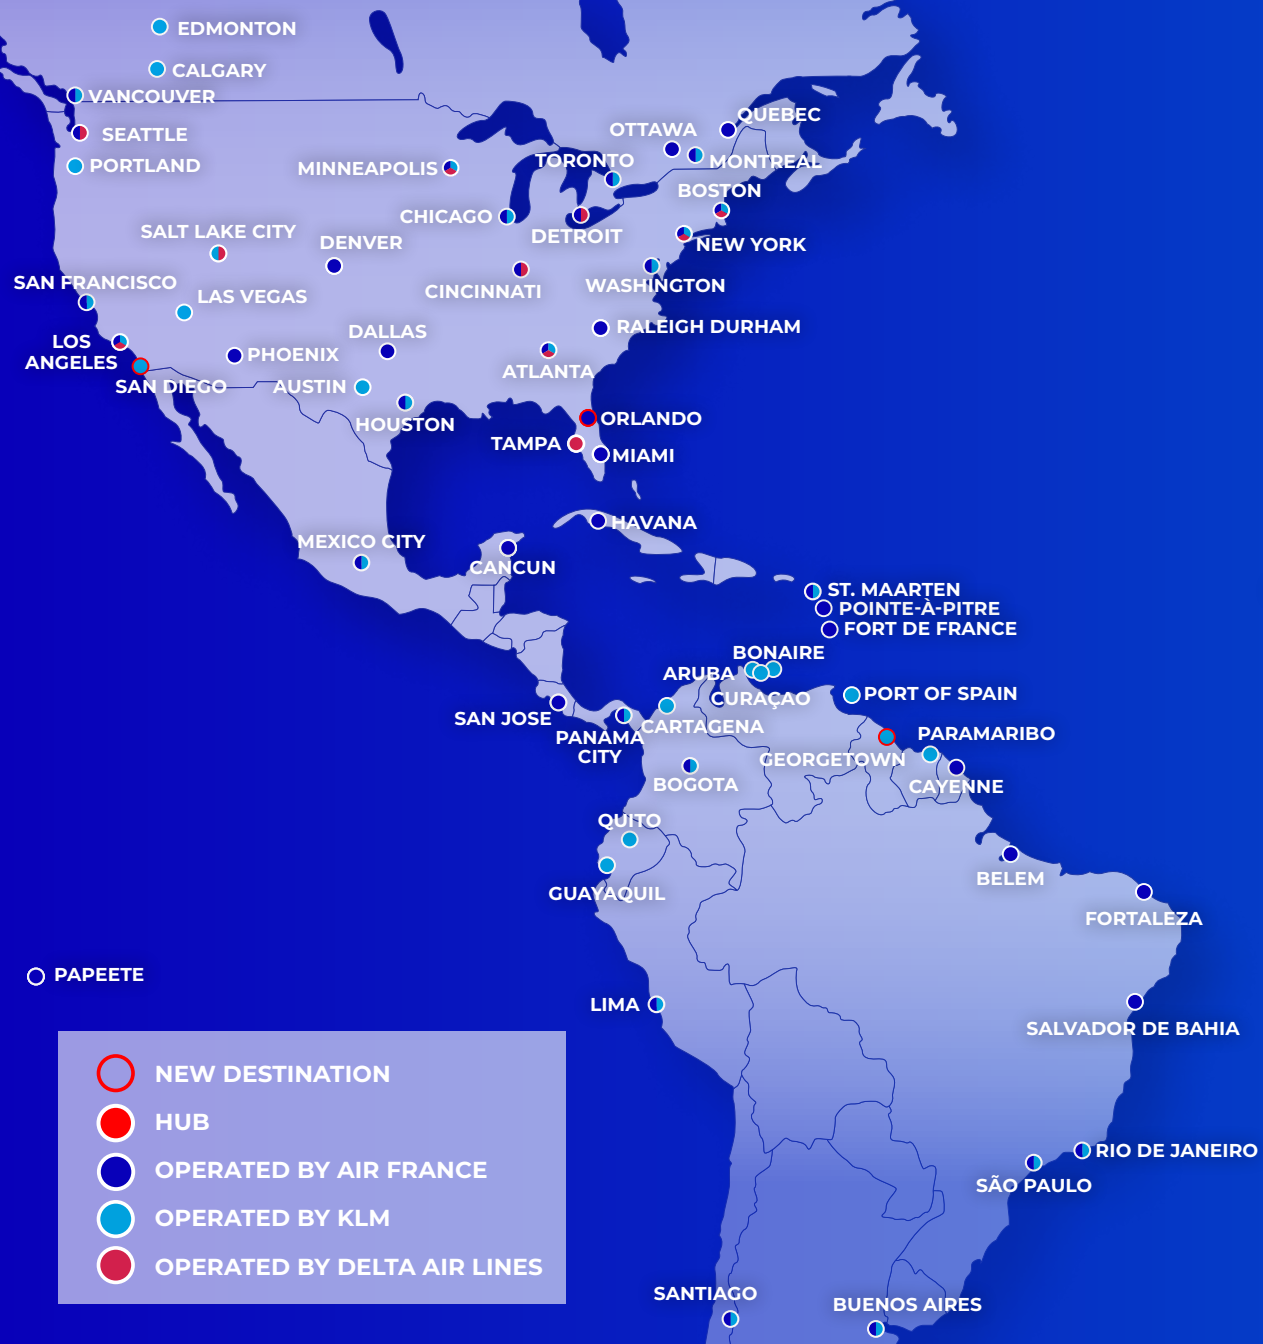 EDMONTON
CALGARY
VANCOUVER
QUEBEC
OTTAWA
SEATTLE
TORONTO
MONTREAL
PORTLAND
MINNEAPOLIS
BOSTON
CHICAGO
SALT LAKE CITY
DETROIT
DENVER
NEW YORK
SAN FRANCISCO
WASHINGTON
CINCINNATI
LAS VEGAS
RALEIGH DURHAM
DALLAS
LOS
ANGELES
PHOENIX
ATLANTA
SAN DIEGO
AUSTIN
ORLANDO
HOUSTON
TAMPA
MIAMI
HAVANA
MEXICO CITY
CANCUN
ST. MAARTEN
POINTE-À-PITRE
FORT DE FRANCE
BONAIRE
ARUBA
PORT OF SPAIN
CURAÇAO
SAN JOSE
CARTAGENA
PARAMARIBO
PANAMA
CITY
GEORGETOWN
BOGOTA
CAYENNE
QUITO
BELEM
GUAYAQUIL
FORTALEZA
PAPEETE
LIMA
SALVADOR DE BAHIA
NEW DESTINATION
HUB
OPERATED BY AIR FRANCE
OPERATED BY KLM
OPERATED BY DELTA AIR LINES
RIO DE JANEIRO
SÃO PAULO
SANTIAGO
BUENOS AIRES